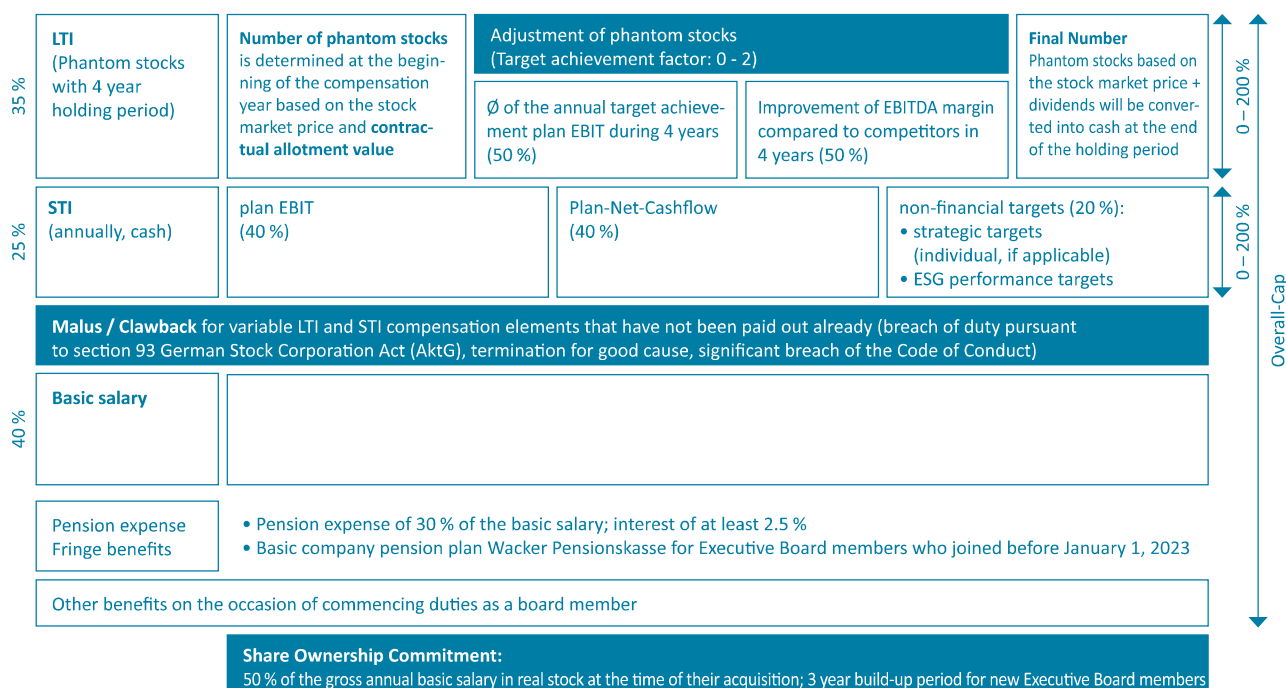 35 %
LTI
(Phantom stocks
with 4 year
holding period)
Number of phantom stocks
is determined at the begin-
ning of the compensation
year based on the stock
market price and contrac-
tual allotment value
Adjustment of phantom stocks
(Target achievement factor: 0 - 2)
Ø of the annual target achieve-
ment plan EBIT during 4 years
(50 %)
Improvement of EBITDA margin
compared to competitors in
4 years (50 %)
Final Number
Phantom stocks based on
the stock market price +
dividends will be conver-
ted into cash at the end
of the holding period
0 – 200 %
25 %
STI
(annually, cash)
plan EBIT
(40 %)
Plan-Net-Cashflow
(40 %)
non-financial targets (20 %):
• strategic targets
(individual, if applicable)
• ESG performance targets
0 – 200 %
Overall-Cap
Malus / Clawback for variable LTI and STI compensation elements that have not been paid out already (breach of duty pursuant
to section 93 German Stock Corporation Act (AktG), termination for good cause, significant breach of the Code of Conduct)
40 %
Basic salary
Pension expense
Fringe benefits
• Pension expense of 30 % of the basic salary; interest of at least 2.5 %
• Basic company pension plan Wacker Pensionskasse for Executive Board members who joined before January 1, 2023
Other benefits on the occasion of commencing duties as a board member
Share Ownership Commitment:
50 % of the gross annual basic salary in real stock at the time of their acquisition; 3 year build-up period for new Executive Board members